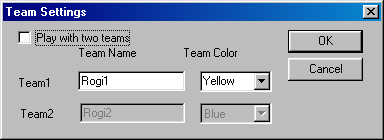 Team Settings
Play with two teams
OK
Team Name Team Color
Cancel
Team1 Rogi1 Yellow
Team2 Rogi2 Blue